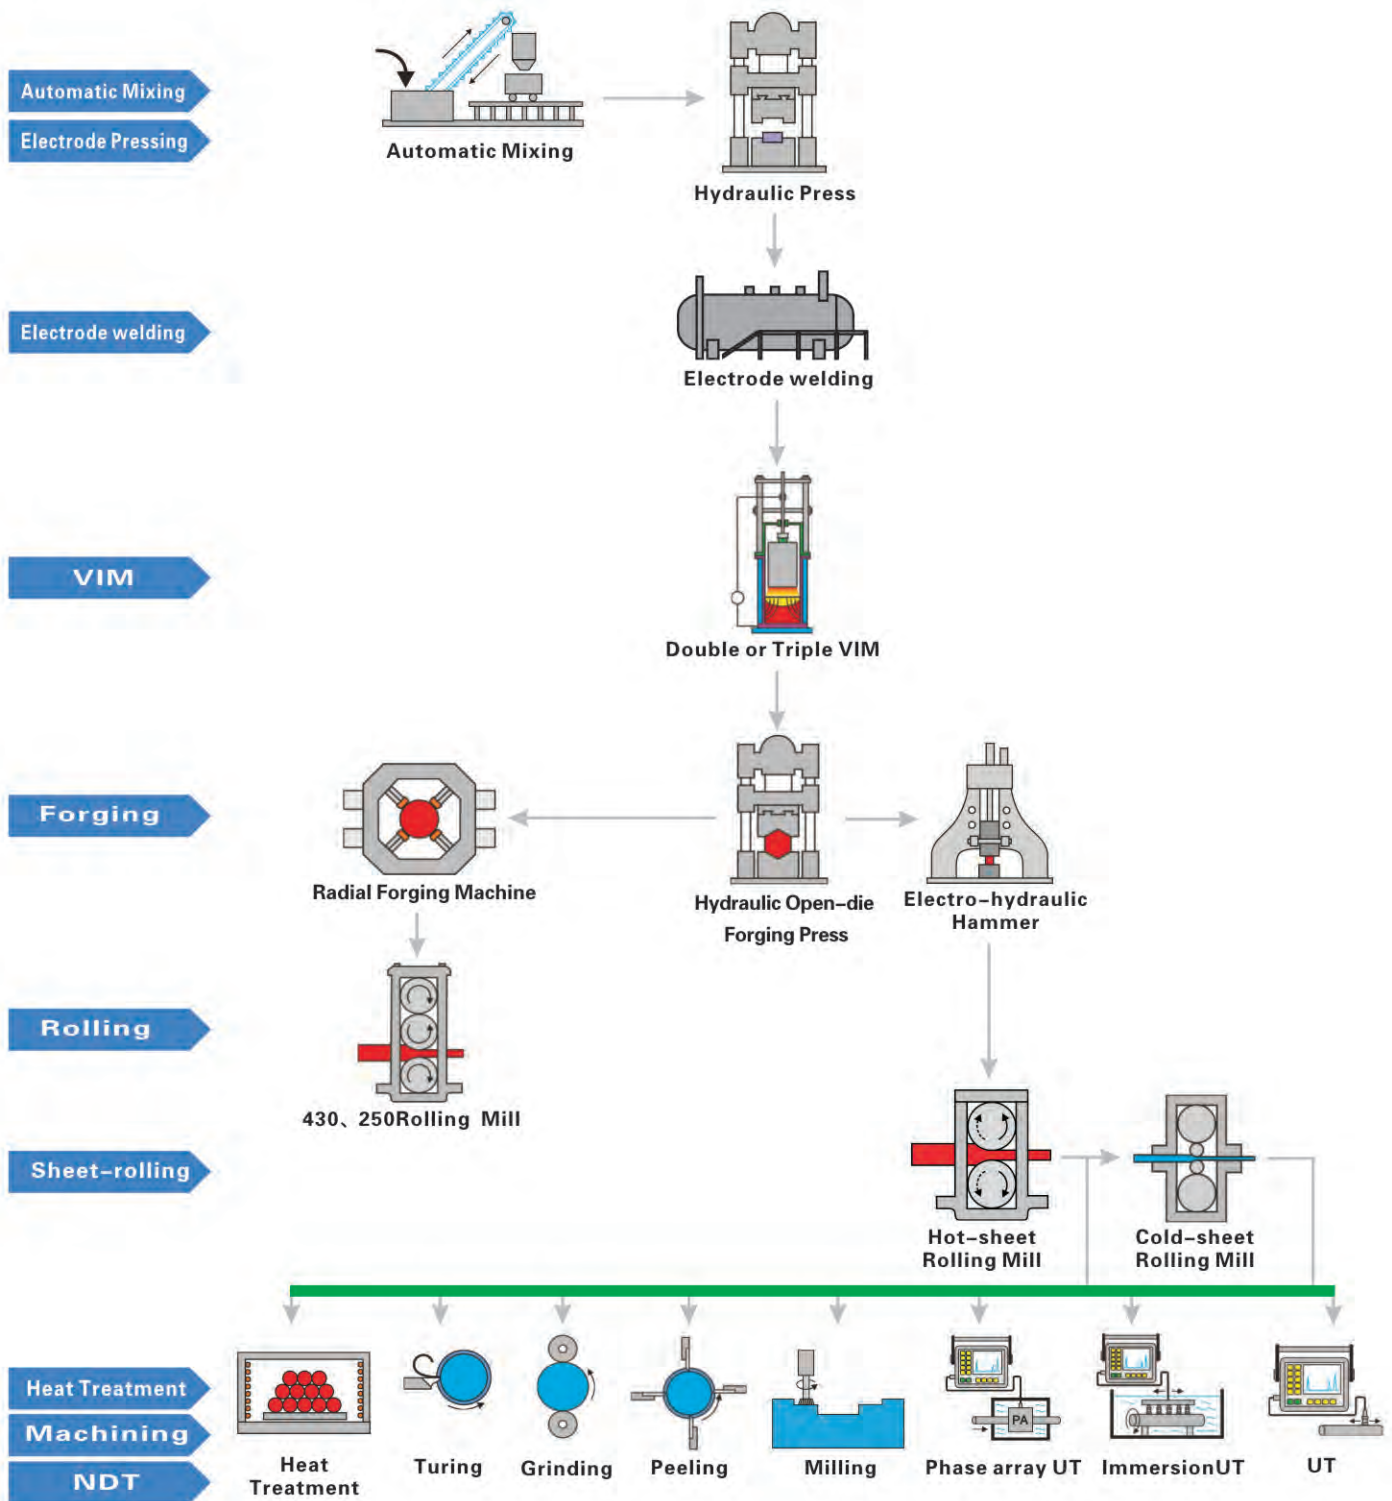 Automatic Mixing
Electrode Pressing
Automatic Mixing
Hydraulic Press
Electrode welding
Electrode welding
VIM
Double or Triple VIM
Forging
Radial Forging Machine
Hydraulic Open-die
Forging Press
Electro-hydraulic
Hammer
Rolling
430、250Rolling Mill
Sheet-rolling
Hot-sheet
Rolling Mill
Cold-sheet
Rolling Mill
Heat Treatment
Machining
NDT
Heat
Treatment
Turing
Grinding
Peeling
Milling
PA
Phase array UT
ImmersionUT
UT